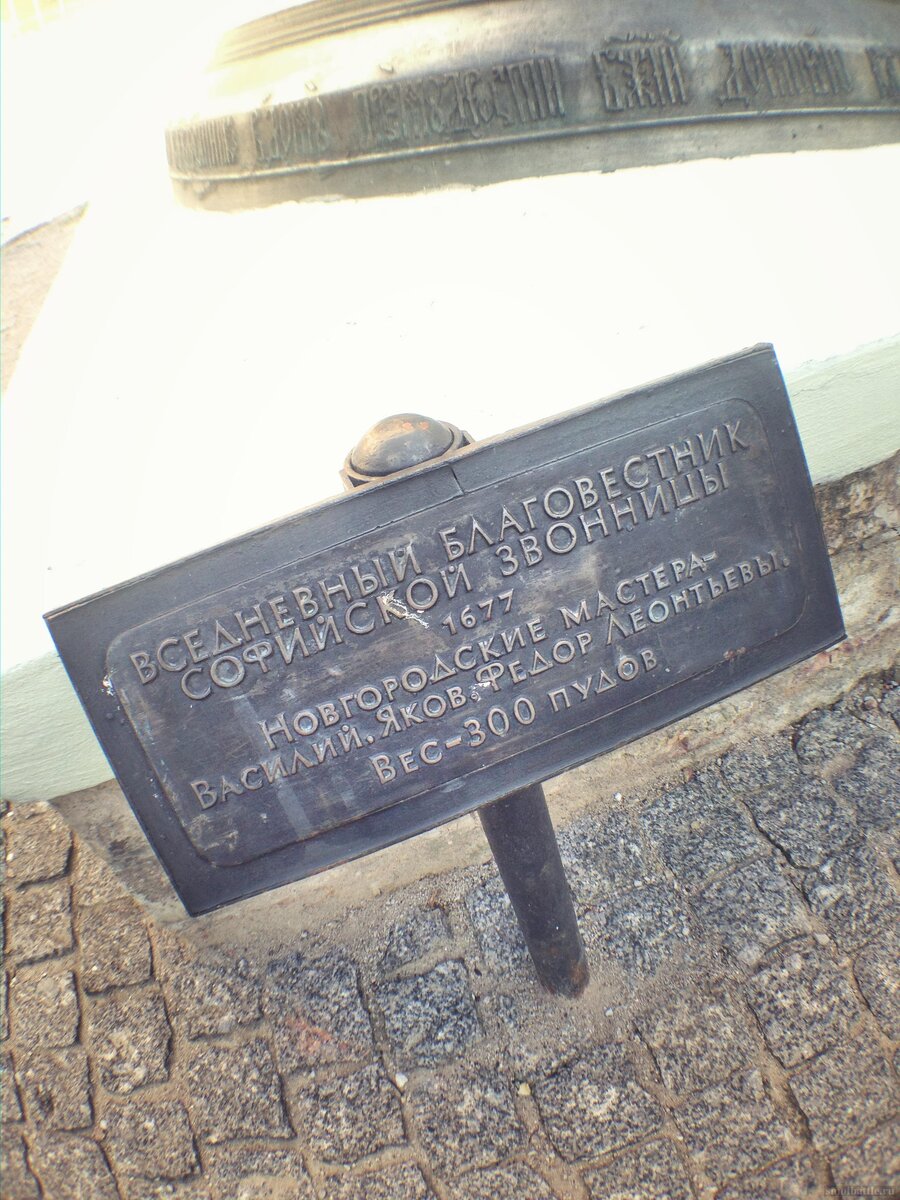 ВСЕДНЕВНЫЙ БЛАГОВЕСТНИК
СОФИЙСКОЙ ЗВОННИЦЫ
1677
НОВГОРОДСКИЕ МАСТЕРА-
ВАСИЛИЙ, ЯКОВ, ФЕДОР ЛЕОНТЬЕВЫ.
ВЕС-300 ПУДОВ